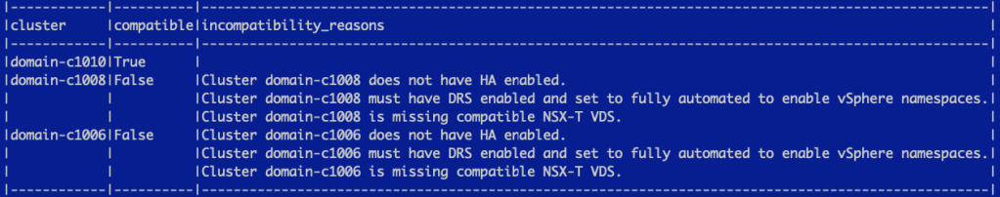 |------------|----------|--------------------------------------------------------------------------------------------------|
|cluster     |compatible|incompatibility_reasons                                                                           |
|------------|----------|--------------------------------------------------------------------------------------------------|
|domain-c1010|True      |                                                                                                  |
|domain-c1008|False     |Cluster domain-c1008 does not have HA enabled.                                                    |
|            |          |Cluster domain-c1008 must have DRS enabled and set to fully automated to enable vSphere namespaces.|
|            |          |Cluster domain-c1008 is missing compatible NSX-T VDS.                                             |
|domain-c1006|False     |Cluster domain-c1006 does not have HA enabled.                                                    |
|            |          |Cluster domain-c1006 must have DRS enabled and set to fully automated to enable vSphere namespaces.|
|            |          |Cluster domain-c1006 is missing compatible NSX-T VDS.                                             |
|------------|----------|--------------------------------------------------------------------------------------------------|